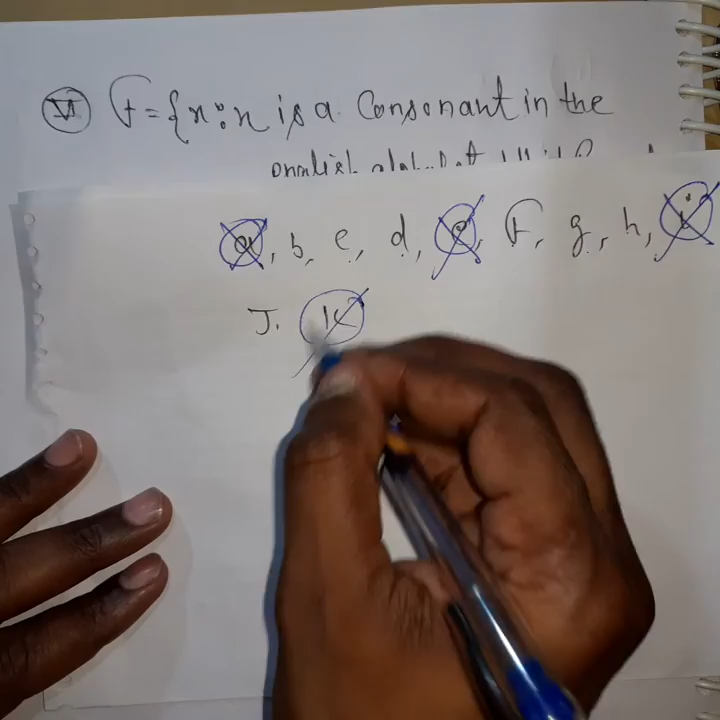 VI F = {x : x is a Consonant in the
a, b, c, d, e, F, g, h, i
J. K